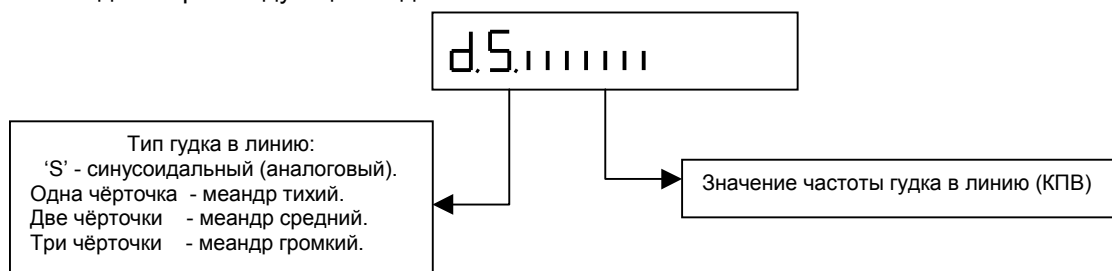 d.S.ııııııı
Тип гудка в линию:
‘S’ - синусоидальный (аналоговый).
Одна чёрточка - меандр тихий.
Две чёрточки - меандр средний.
Три чёрточки - меандр громкий.
Значение частоты гудка в линию (КПВ)